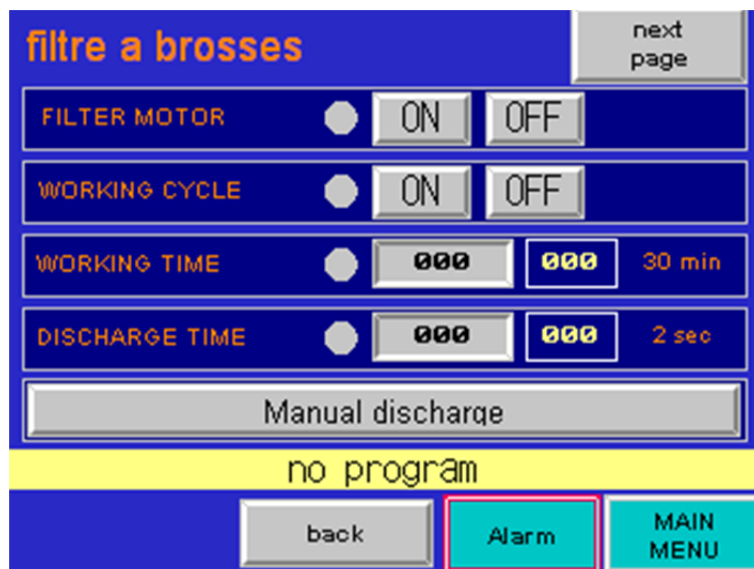 filtre a brosses
next
page
FILTER MOTOR ON OFF
WORKING CYCLE ON OFF
WORKING TIME 000 000 30 min
DISCHARGE TIME 000 000 2 sec
Manual discharge
no program
back Alarm MAIN
MENU